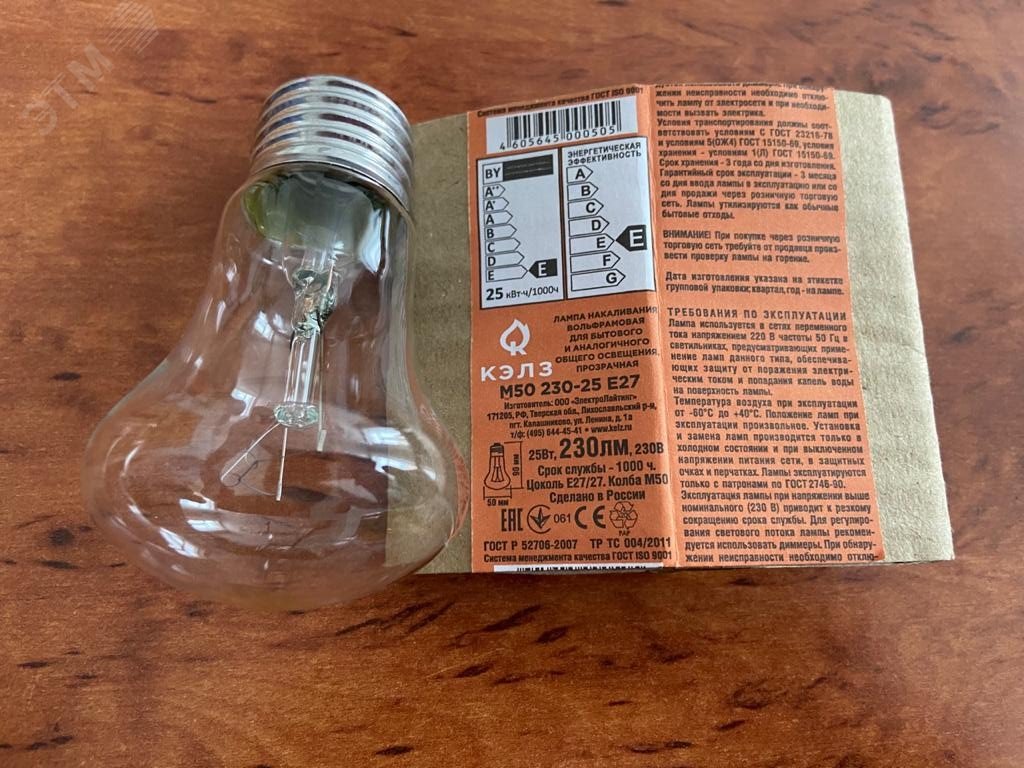 ЭТМ
Система менеджмента качества ГОСТ ISO 9001
4 605645 000505
BY
A++
A+
A
B
C
D
E
E
25 кВт·ч/1000ч
ЭНЕРГЕТИЧЕСКАЯ
ЭФФЕКТИВНОСТЬ
A
B
C
D
E
E
F
G
КЭЛЗ
ЛАМПА НАКАЛИВАНИЯ
ВОЛЬФРАМОВАЯ
ДЛЯ БЫТОВОГО
И АНАЛОГИЧНОГО
ОБЩЕГО ОСВЕЩЕНИЯ,
ПРОЗРАЧНАЯ
М50 230-25 Е27
Изготовитель: ООО «ЭлектроЛайтинг»
171205, РФ, Тверская обл., Лихославльский р-н,
пгт. Калашниково, ул. Ленина, д. 1а
т/ф: (495) 644-45-41 • www.kelz.ru
90 мм
50 мм
25Вт, 230ЛМ, 230В
Срок службы - 1000 ч.
Цоколь Е27/27. Колба М50
Сделано в России
ЕАС 061 CE PAP
ГОСТ Р 52706-2007 ТР ТС 004/2011
Система менеджмента качества ГОСТ ISO 9001
жении неисправности необходимо отклю-
чить лампу от электросети и при необходи-
мости вызвать электрика.
Условия транспортирования должны соот-
ветствовать условиям С ГОСТ 23216-78
и условиям 5(ОЖ4) ГОСТ 15150-69, условия
хранения - условиям 1(Л) ГОСТ 15150-69.
Срок хранения - 3 года со дня изготовления.
Гарантийный срок эксплуатации - 3 месяца
со дня ввода лампы в эксплуатацию или со
дня продажи через розничную торговую
сеть. Лампы утилизируются как обычные
бытовые отходы.
ВНИМАНИЕ! При покупке через розничную
торговую сеть требуйте от продавца произ-
вести проверку лампы на горение.
Дата изготовления указана на этикетке
групповой упаковки; квартал, год - на лампе.
ТРЕБОВАНИЯ ПО ЭКСПЛУАТАЦИИ
Лампа используется в сетях переменного
тока напряжением 220 В частоты 50 Гц в
светильниках, предусматривающих приме-
нение ламп данного типа, обеспечиваю-
щих защиту от поражения электри-
ческим током и попадания капель воды
на поверхность лампы.
Температура воздуха при эксплуатации
от -60°С до +40°С. Положение ламп при
эксплуатации произвольное. Установка
и замена ламп производится только в
холодном состоянии и при выключенном
напряжении питания сети, в защитных
очках и перчатках. Лампы эксплуатируются
только с патронами по ГОСТ 2746-90.
Эксплуатация лампы при напряжении выше
номинального (230 В) приводит к резкому
сокращению срока службы. Для регулиро-
вания светового потока лампы рекомен-
дуется использовать диммеры. При обнару-
жении неисправности необходимо отклю-